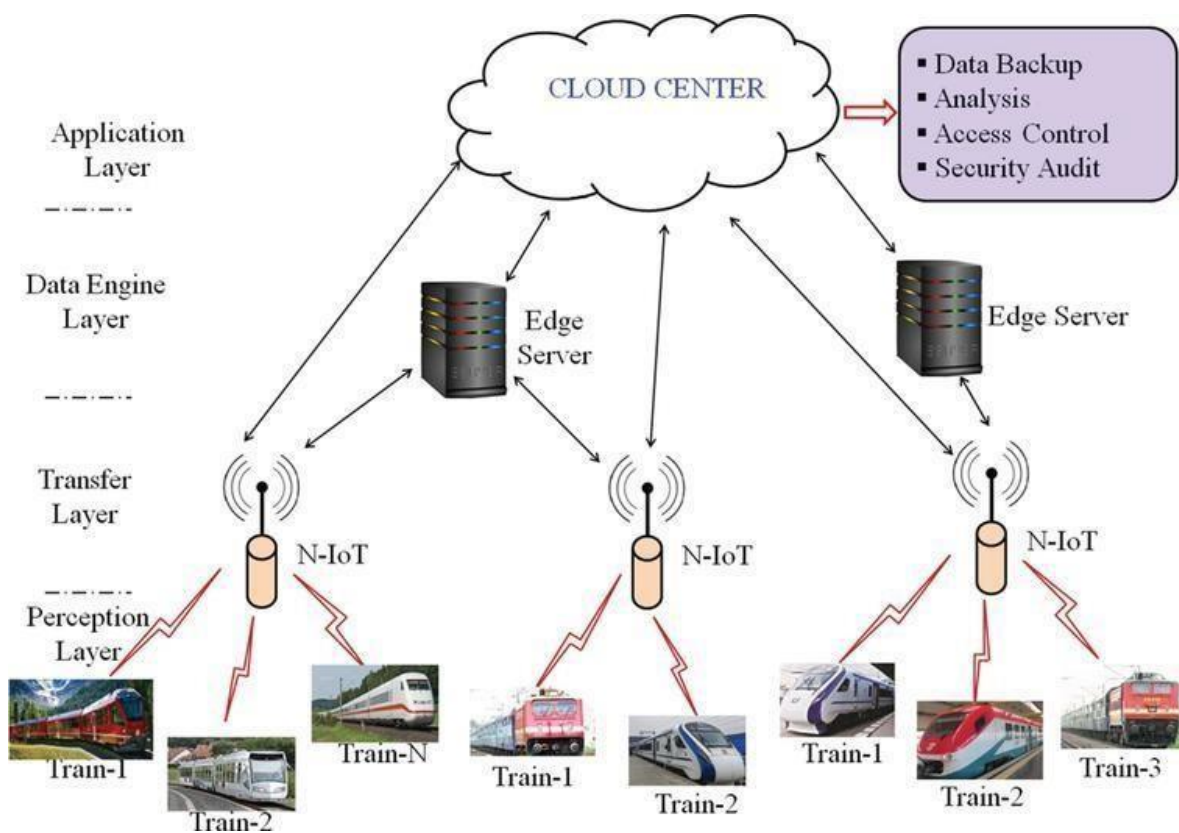 CLOUD CENTER
▪ Data Backup
▪ Analysis
▪ Access Control
▪ Security Audit
Application
Layer
Data Engine
Layer
Edge
Server
Edge Server
Transfer
Layer
N-IoT
N-IoT
N-IoT
Perception
Layer
Train-1
Train-2
Train-N
Train-1
Train-2
Train-1
Train-2
Train-3